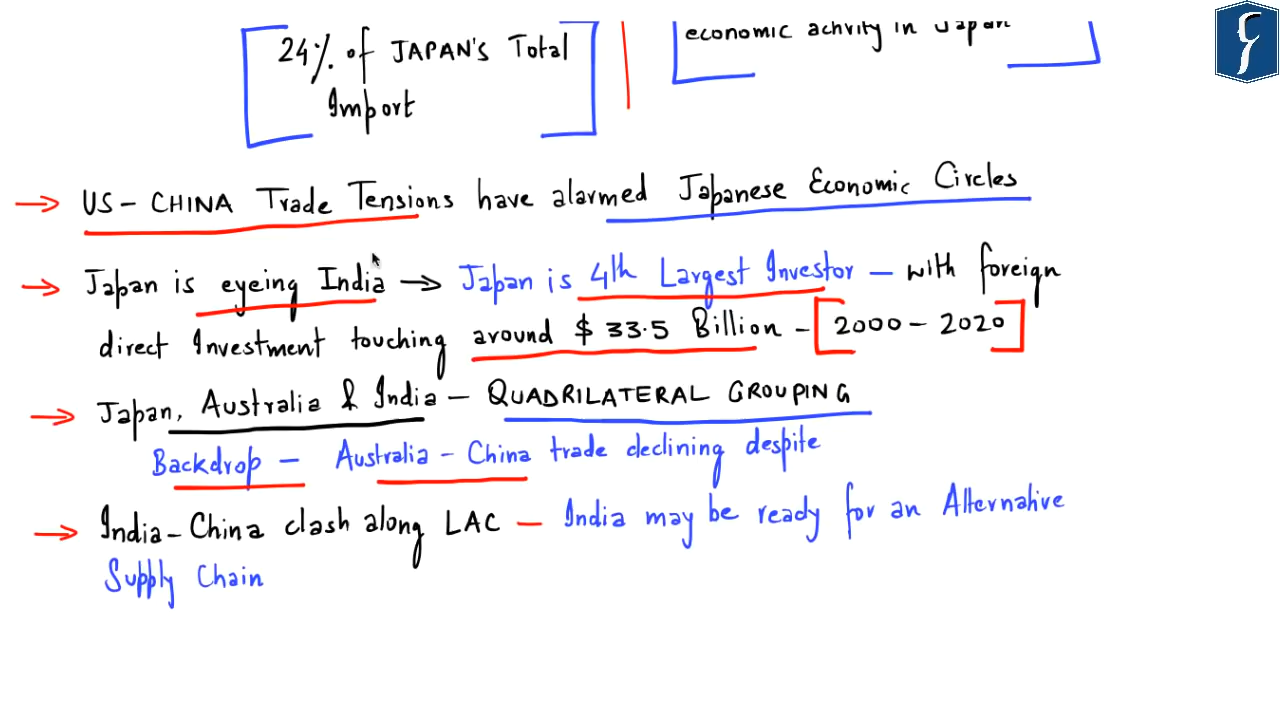 24% of JAPAN'S Total
Import
economic activity in Japan
→ US - CHINA Trade Tensions have alarmed Japanese Economic Circles
→ Japan is eyeing India → Japan is 4th Largest Investor - with foreign
direct Investment touching around $ 33.5 Billion - [2000 - 2020]
→ Japan, Australia & India - QUADRILATERAL GROUPING
Backdrop - Australia - China trade declining despite
→ India - China clash along LAC - India may be ready for an Alternative
Supply Chain